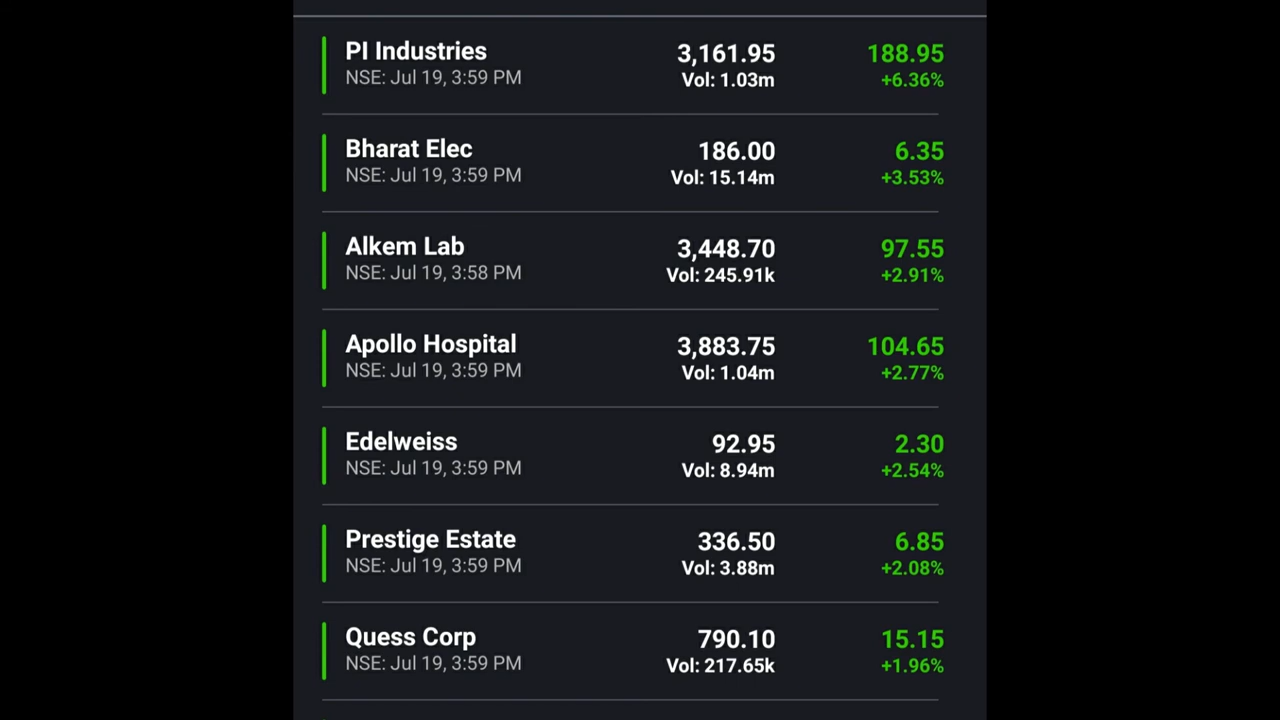 PI Industries 3,161.95 188.95
NSE: Jul 19, 3:59 PM Vol: 1.03m +6.36%
Bharat Elec 186.00 6.35
NSE: Jul 19, 3:59 PM Vol: 15.14m +3.53%
Alkem Lab 3,448.70 97.55
NSE: Jul 19, 3:58 PM Vol: 245.91k +2.91%
Apollo Hospital 3,883.75 104.65
NSE: Jul 19, 3:59 PM Vol: 1.04m +2.77%
Edelweiss 92.95 2.30
NSE: Jul 19, 3:59 PM Vol: 8.94m +2.54%
Prestige Estate 336.50 6.85
NSE: Jul 19, 3:59 PM Vol: 3.88m +2.08%
Quess Corp 790.10 15.15
NSE: Jul 19, 3:59 PM Vol: 217.65k +1.96%